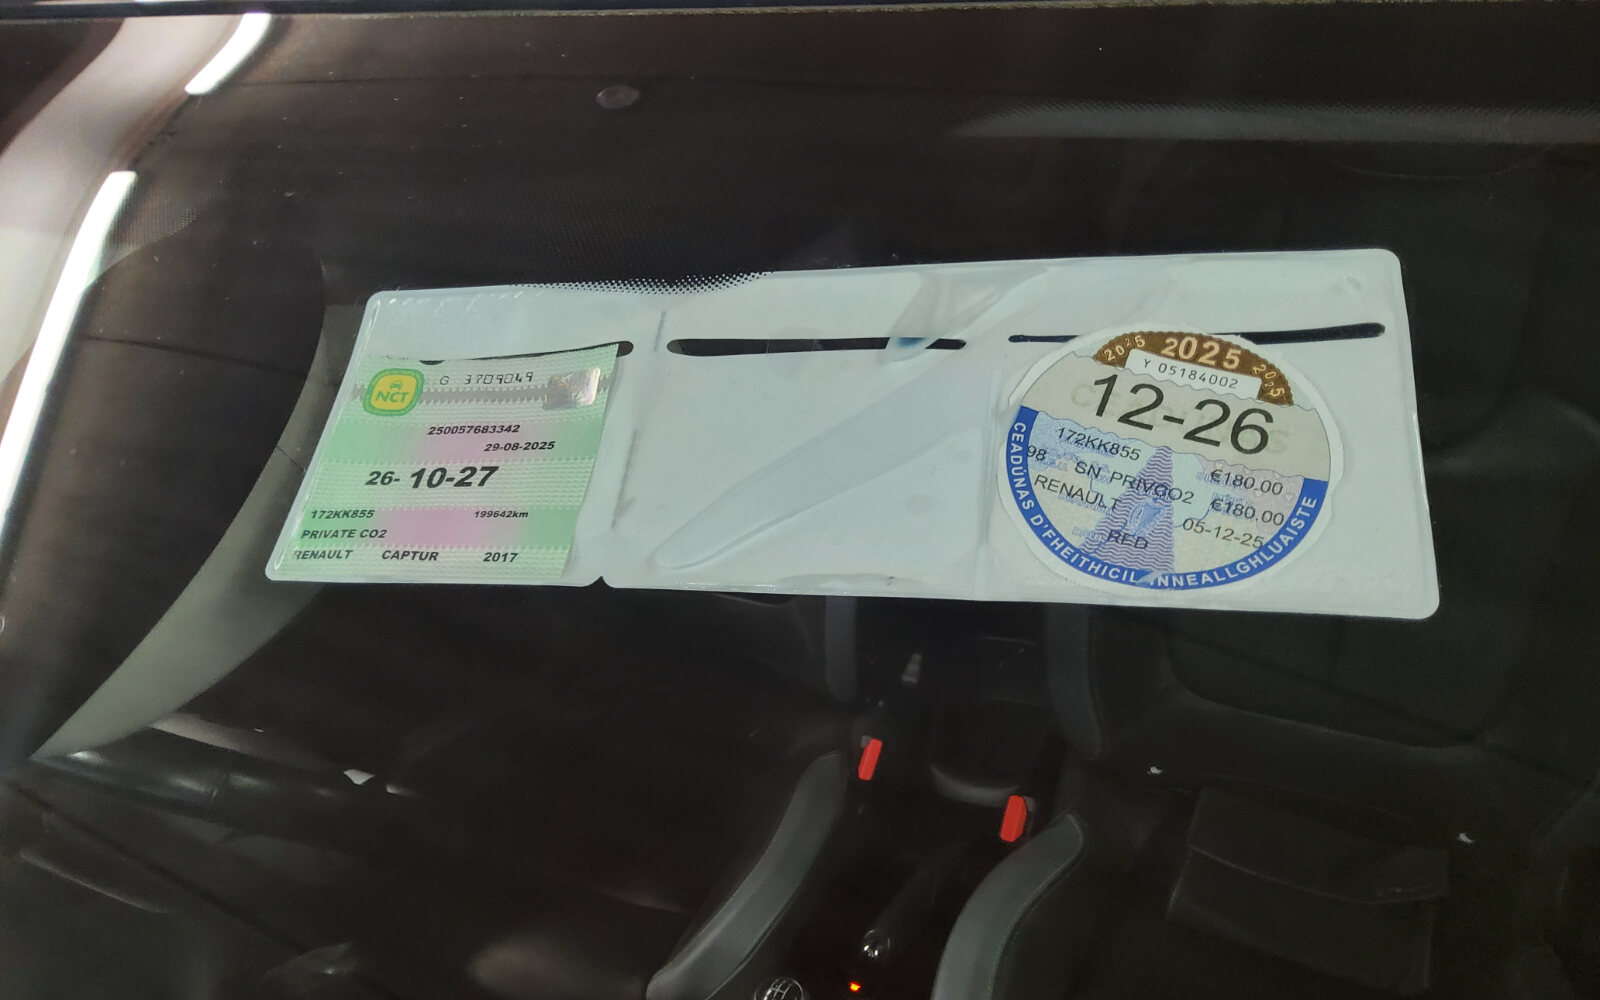 NCT
G 3709049
250057683342
29-08-2025
26- 10-27
172KK855 199642km
PRIVATE CO2
RENAULT CAPTUR 2017
2025 2025 2025
Y 05184002
12-26
172KK855
98 SN PRIVCO2 €180.00
RENAULT €180.00
RED 05-12-25
CEADÚNAS D'FHEITHICIL INNEALLGHLUAISTE